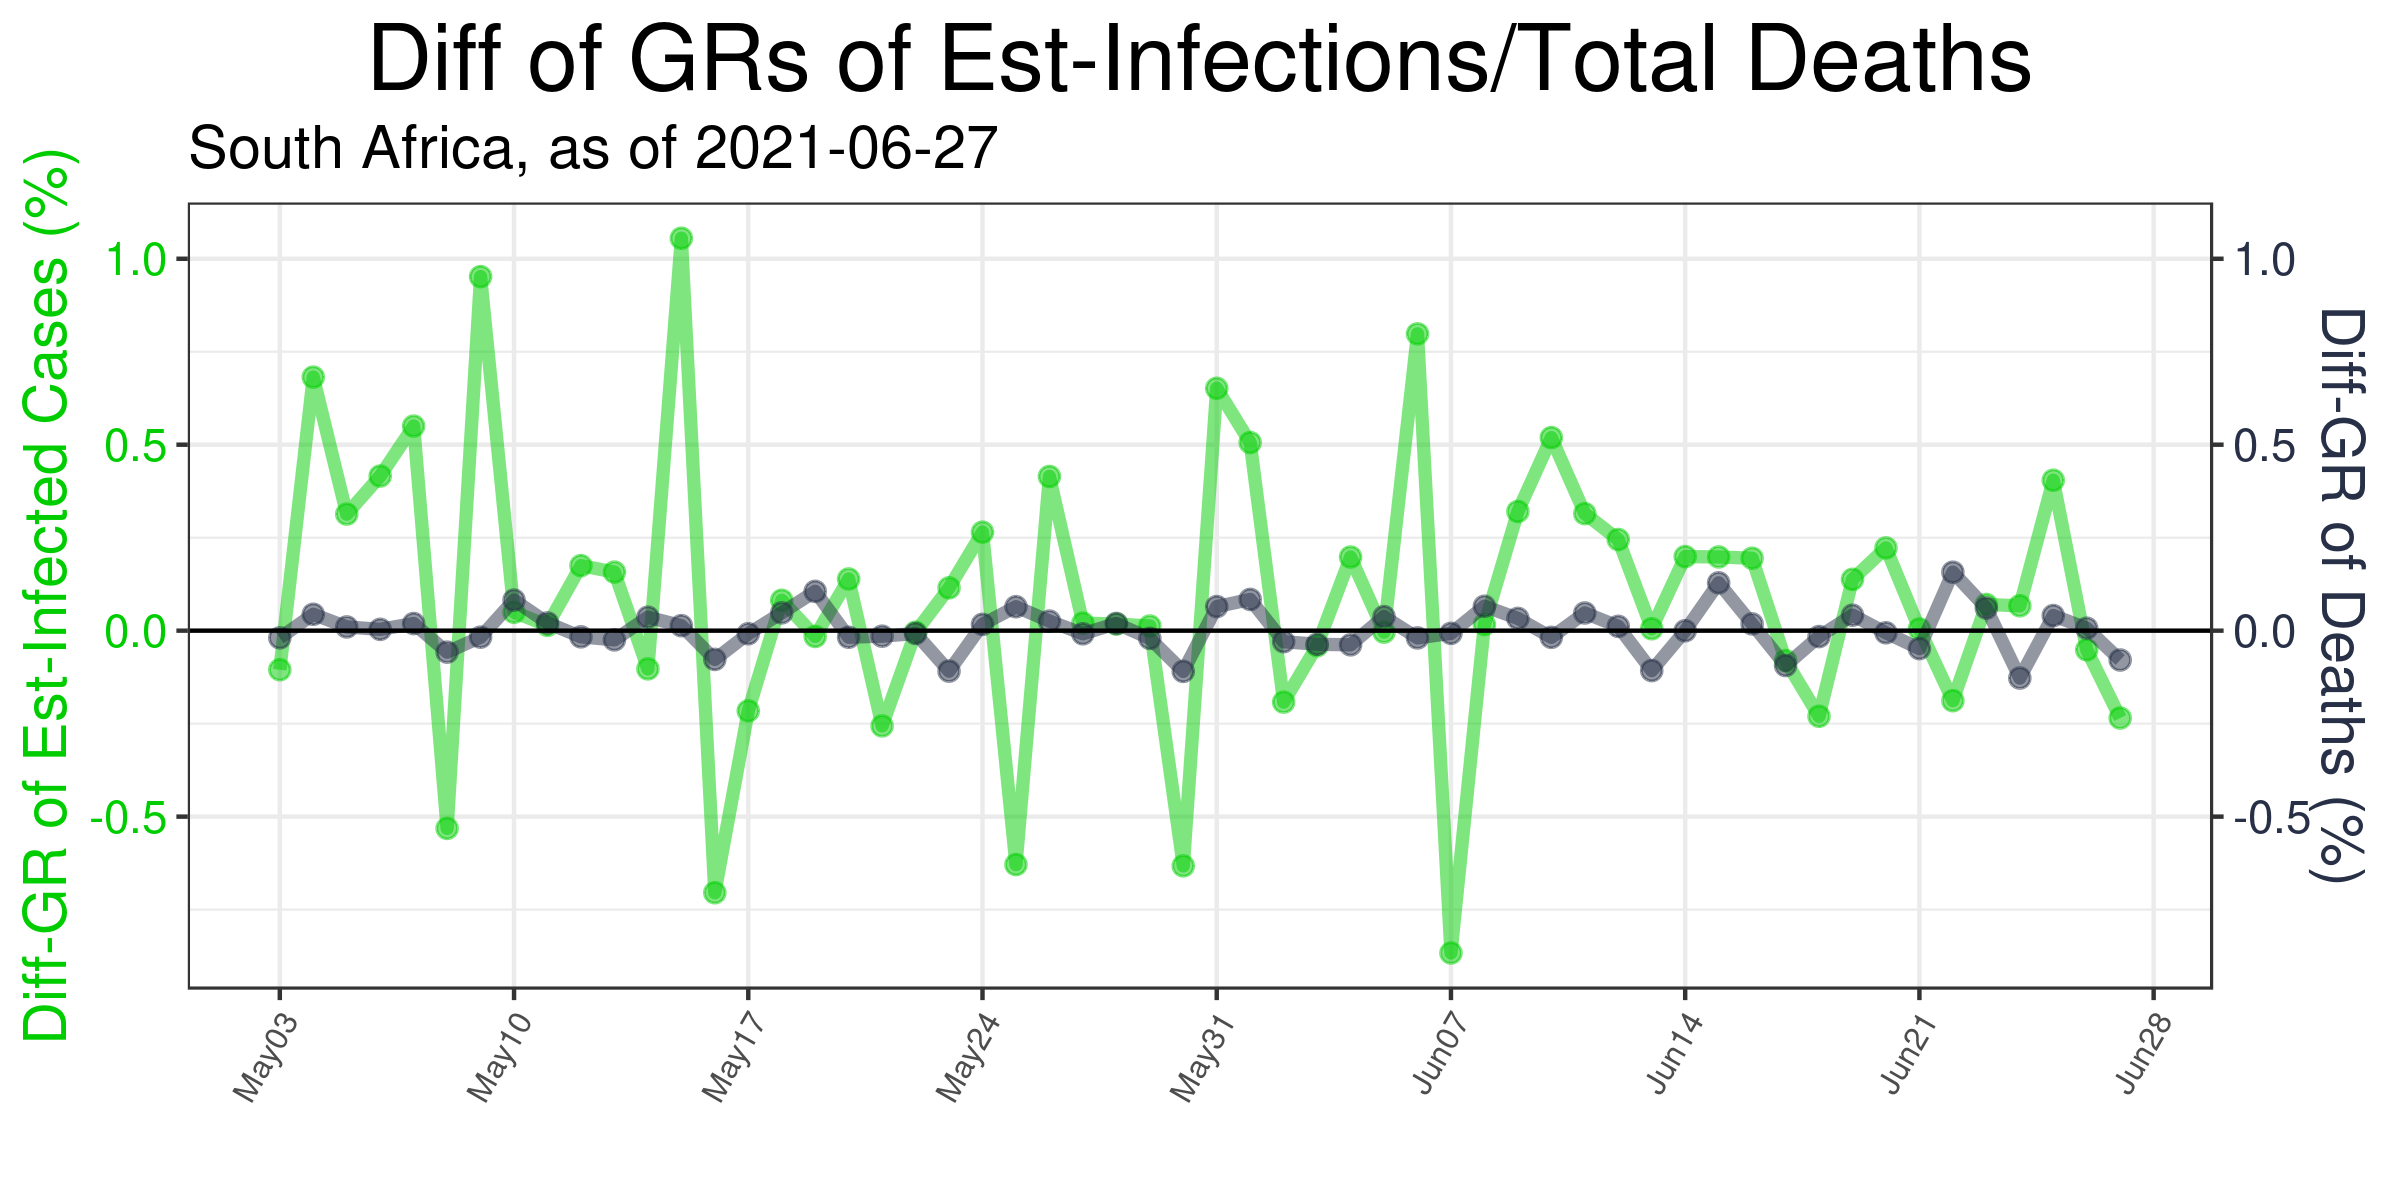 Diff of GRs of Est-Infections/Total Deaths
South Africa, as of 2021-06-27
Diff-GR of Est-Infected Cases (%)
1.0
0.5
0.0
-0.5
1.0
0.5
0.0
-0.5
Diff-GR of Deaths (%)
May03
May10
May17
May24
May31
Jun07
Jun14
Jun21
Jun28